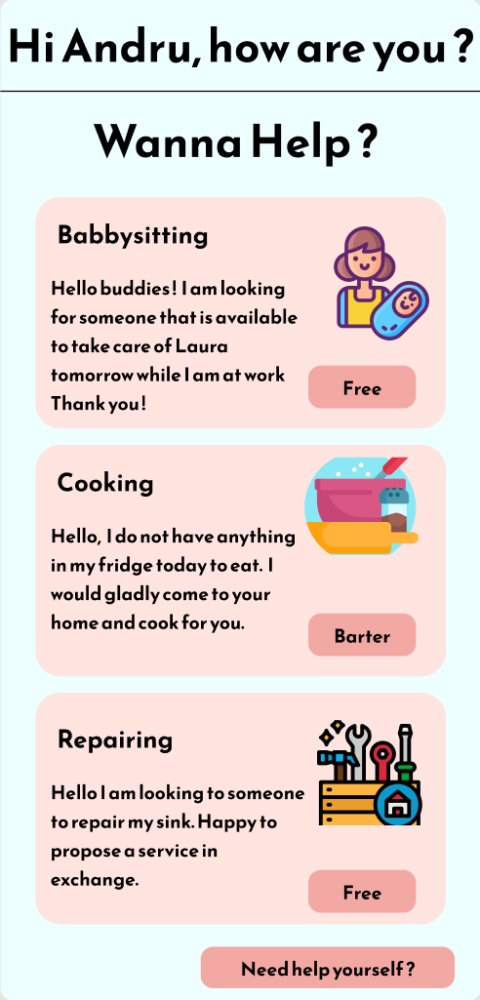 Hi Andru, how are you ?
Wanna Help ?
Babbysitting
Hello buddies ! I am looking
for someone that is available
to take care of Laura
tomorrow while I am at work
Thank you !
Free
Cooking
Hello, I do not have anything
in my fridge today to eat. I
would gladly come to your
home and cook for you.
Barter
Repairing
Hello I am looking to someone
to repair my sink. Happy to
propose a service in
exchange.
Free
Need help yourself ?